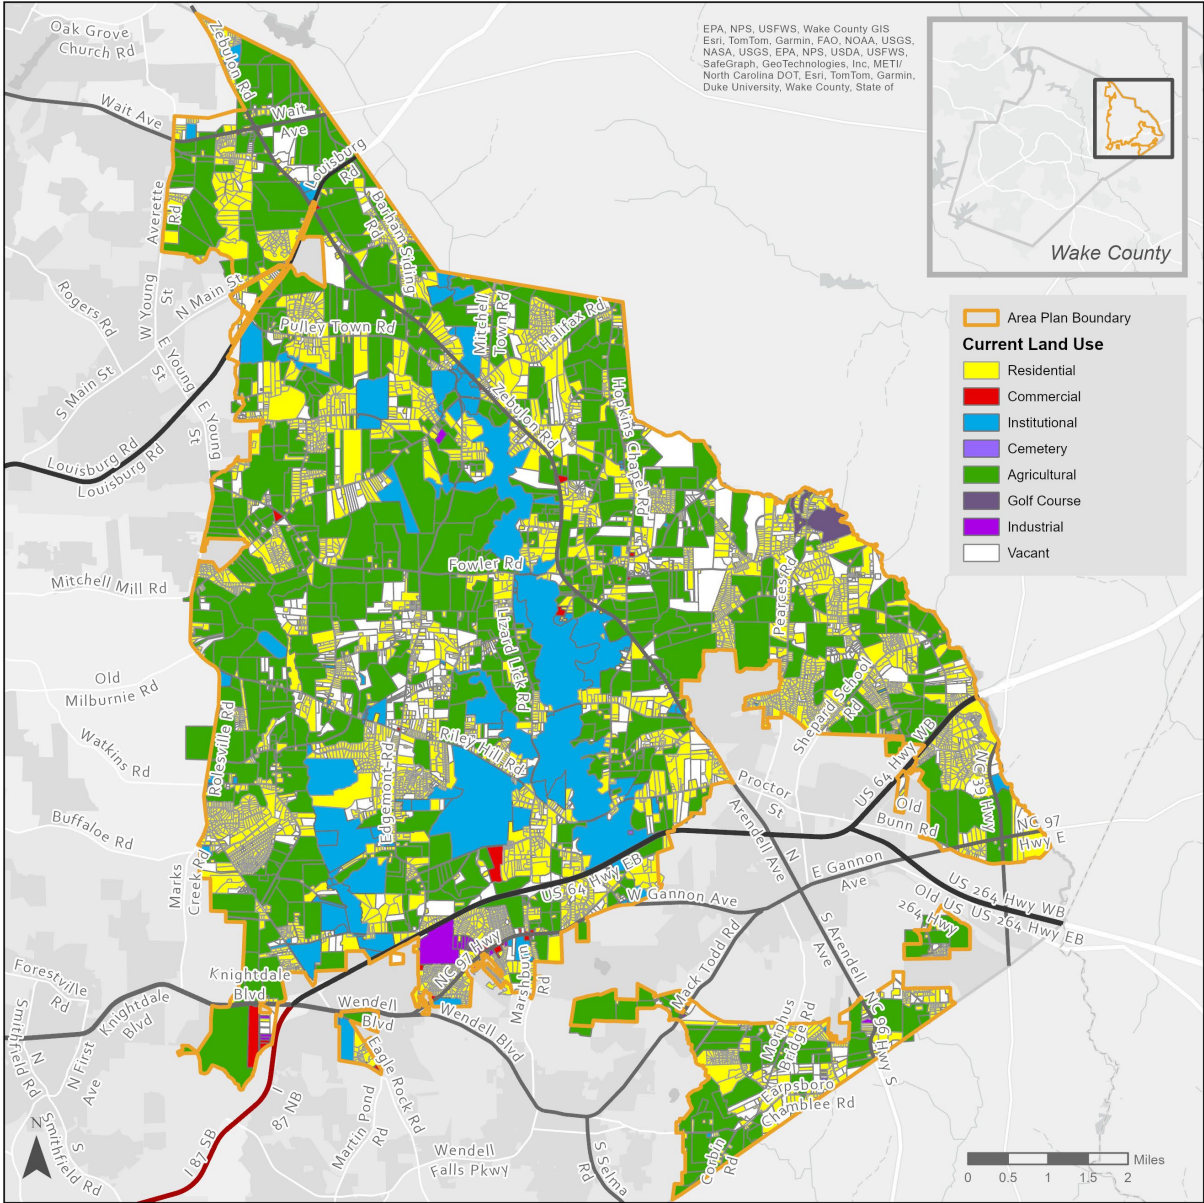 Oak Grove
Church Rd
Zebulon Rd
EPA, NPS, USFWS, Wake County GIS
Esri, TomTom, Garmin, FAO, NOAA, USGS,
NASA, USGS, EPA, NPS, USDA, USFWS,
SafeGraph, GeoTechnologies, Inc, METI/
North Carolina DOT, Esri, TomTom, Garmin,
Duke University, Wake County, State of
Wake County
Wait Ave
Wait
Ave
Louisburg
Rd
Averette
Rd
Barham Siding
Rd
Area Plan Boundary
Current Land Use
Residential
Commercial
Institutional
Cemetery
Agricultural
Golf Course
Industrial
Vacant
Rogers Rd
W Young
St
N Main St
Pulley Town Rd
Mitchell
Town Rd
Halifax Rd
S Main St
E Young
St
E Young
St
Zebulon Rd
Hopkins Chapel Rd
Louisburg Rd
Louisburg Rd
Mitchell Mill Rd
Fowler Rd
Lizard Lick Rd
Pearces Rd
Old
Milburnie Rd
Shepard School
Rd
Rolesville Rd
Watkins Rd
Edgemont Rd
Riley Hill Rd
Proctor
St
US 64 Hwy WB
NC 39 Hwy
Old
Bunn Rd
NC 97
Hwy E
Buffaloe Rd
Marks
Creek Rd
US 64 Hwy EB
Arendell Ave
N
E Gannon
Ave
W Gannon Ave
US 264 Hwy WB
Old US
264 Hwy
US 264 Hwy EB
S Arendell
Ave
Forestville
Rd
Knightdale
Blvd
Knightdale
Blvd
NC 97 Hwy
Marshburn
Rd
Mack Todd Rd
Wendell
Blvd
Wendell Blvd
Smithfield Rd
N
N First
Ave
Eagle Rock Rd
Morphus
Bridge Rd
NC 96 Hwy S
Earpsboro
Chamblee Rd
I 87 SB
I
87 NB
Martin Pond
Rd
Wendell
Falls Pkwy
S Selma
Rd
Corbin
Rd
S
Smithfield Rd
N
0
0.5
1
2
Miles